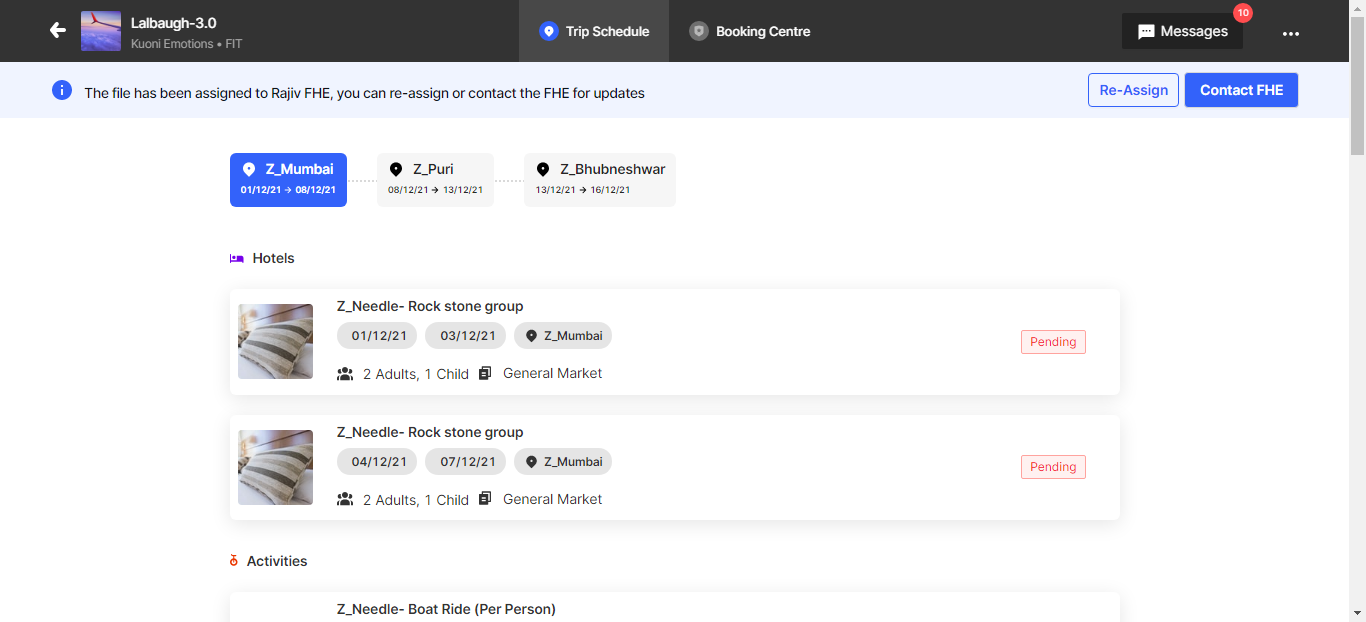 Lalbaugh-3.0
Kuoni Emotions • FIT
Trip Schedule
Booking Centre
Messages
10
The file has been assigned to Rajiv FHE, you can re-assign or contact the FHE for updates
Re-Assign
Contact FHE
Z_Mumbai
01/12/21 → 08/12/21
Z_Puri
08/12/21 → 13/12/21
Z_Bhubneshwar
13/12/21 → 16/12/21
Hotels
Z_Needle- Rock stone group
01/12/21 03/12/21 Z_Mumbai
2 Adults, 1 Child General Market
Pending
Z_Needle- Rock stone group
04/12/21 07/12/21 Z_Mumbai
2 Adults, 1 Child General Market
Pending
Activities
Z_Needle- Boat Ride (Per Person)